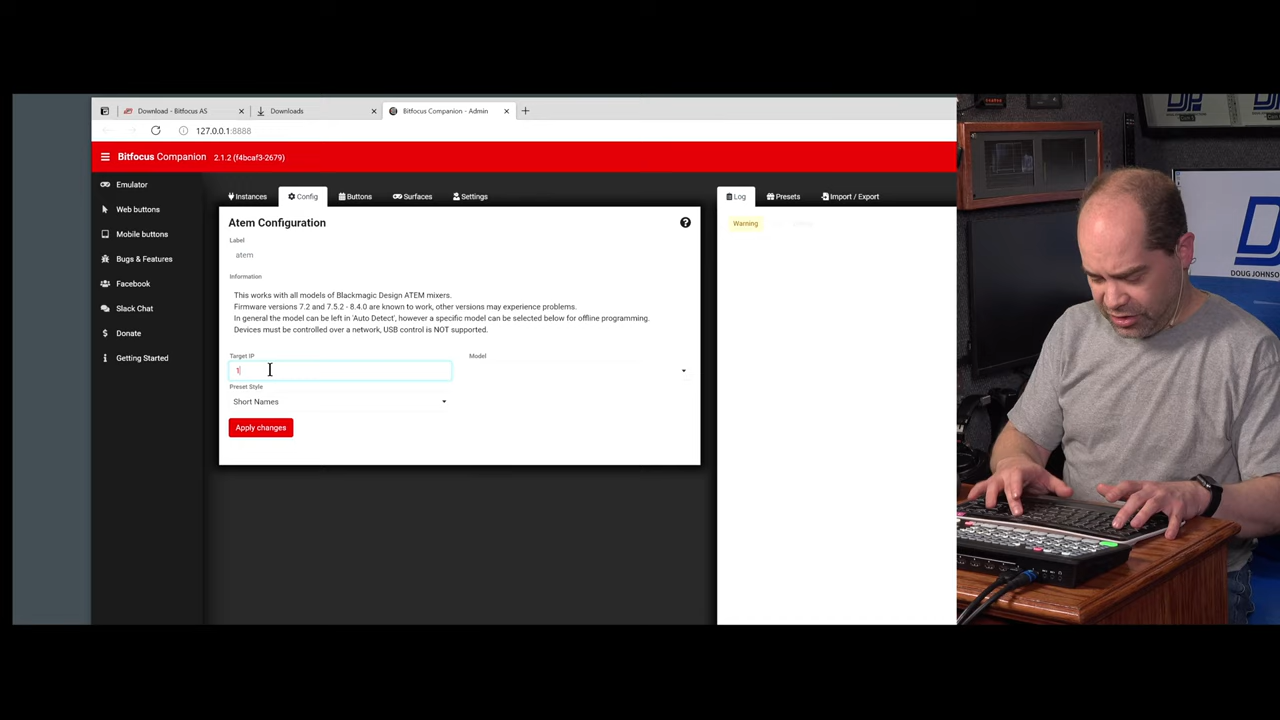 Download - Bitfocus AS
Downloads
Bitfocus Companion - Admin
127.0.0.1:8888
Bitfocus Companion 2.1.2 (f4bcaf3-2679)
Emulator
Web buttons
Mobile buttons
Bugs & Features
Facebook
Slack Chat
Donate
Getting Started
Instances
Config
Buttons
Surfaces
Settings
Atem Configuration
Label
atem
Information
This works with all models of Blackmagic Design ATEM mixers.
Firmware versions 7.2 and 7.5.2 - 8.4.0 are known to work, other versions may experience problems.
In general the model can be left in 'Auto Detect', however a specific model can be selected below for offline programming.
Devices must be controlled over a network, USB control is NOT supported.
Target IP
1
Model
Preset Style
Short Names
Apply changes
Log
Presets
Import / Export
Warning
DOUG JOHNSON